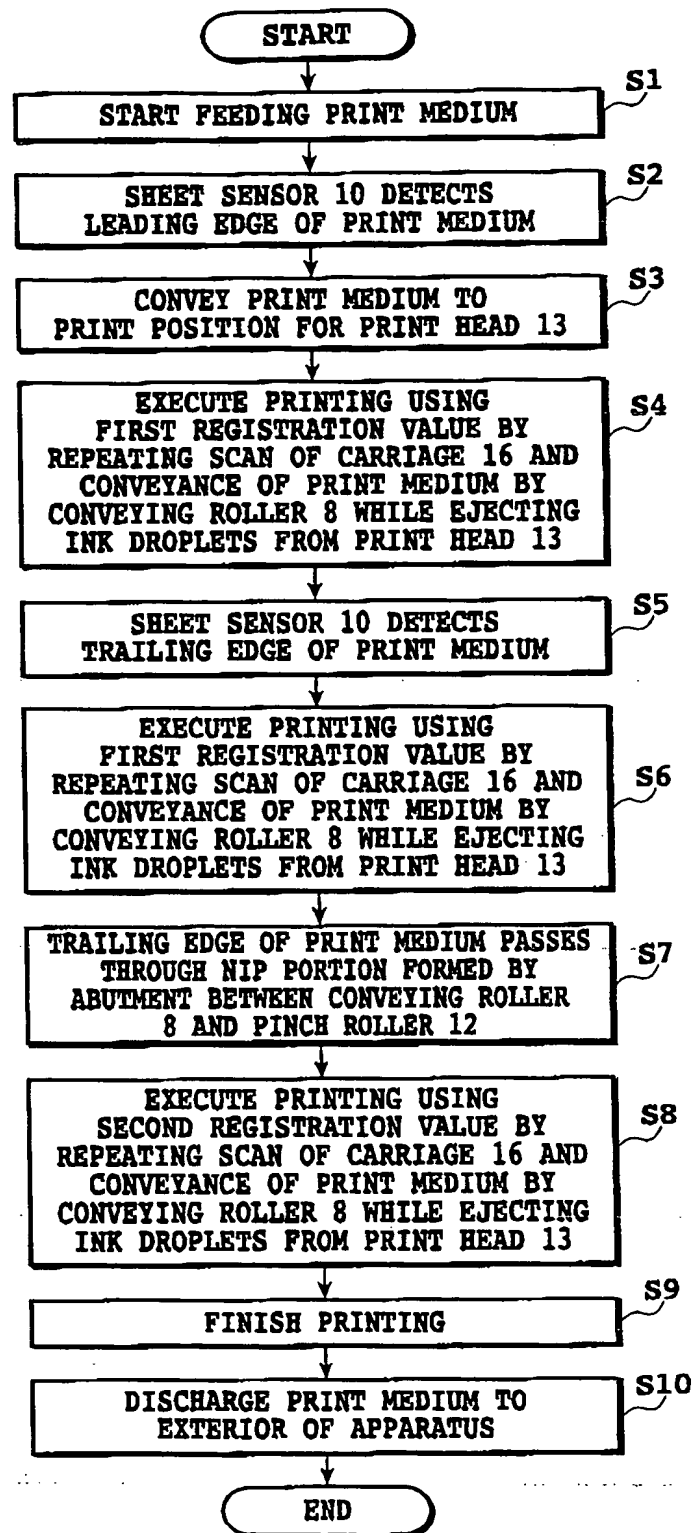 START
S1
START FEEDING PRINT MEDIUM
S2
SHEET SENSOR 10 DETECTS
LEADING EDGE OF PRINT MEDIUM
S3
CONVEY PRINT MEDIUM TO
PRINT POSITION FOR PRINT HEAD 13
S4
EXECUTE PRINTING USING
FIRST REGISTRATION VALUE BY
REPEATING SCAN OF CARRIAGE 16 AND
CONVEYANCE OF PRINT MEDIUM BY
CONVEYING ROLLER 8 WHILE EJECTING
INK DROPLETS FROM PRINT HEAD 13
S5
SHEET SENSOR 10 DETECTS
TRAILING EDGE OF PRINT MEDIUM
S6
EXECUTE PRINTING USING
FIRST REGISTRATION VALUE BY
REPEATING SCAN OF CARRIAGE 16 AND
CONVEYANCE OF PRINT MEDIUM BY
CONVEYING ROLLER 8 WHILE EJECTING
INK DROPLETS FROM PRINT HEAD 13
S7
TRAILING EDGE OF PRINT MEDIUM PASSES
THROUGH NIP PORTION FORMED BY
ABUTMENT BETWEEN CONVEYING ROLLER
8 AND PINCH ROLLER 12
S8
EXECUTE PRINTING USING
SECOND REGISTRATION VALUE BY
REPEATING SCAN OF CARRIAGE 16 AND
CONVEYANCE OF PRINT MEDIUM BY
CONVEYING ROLLER 8 WHILE EJECTING
INK DROPLETS FROM PRINT HEAD 13
S9
FINISH PRINTING
S10
DISCHARGE PRINT MEDIUM TO
EXTERIOR OF APPARATUS
END